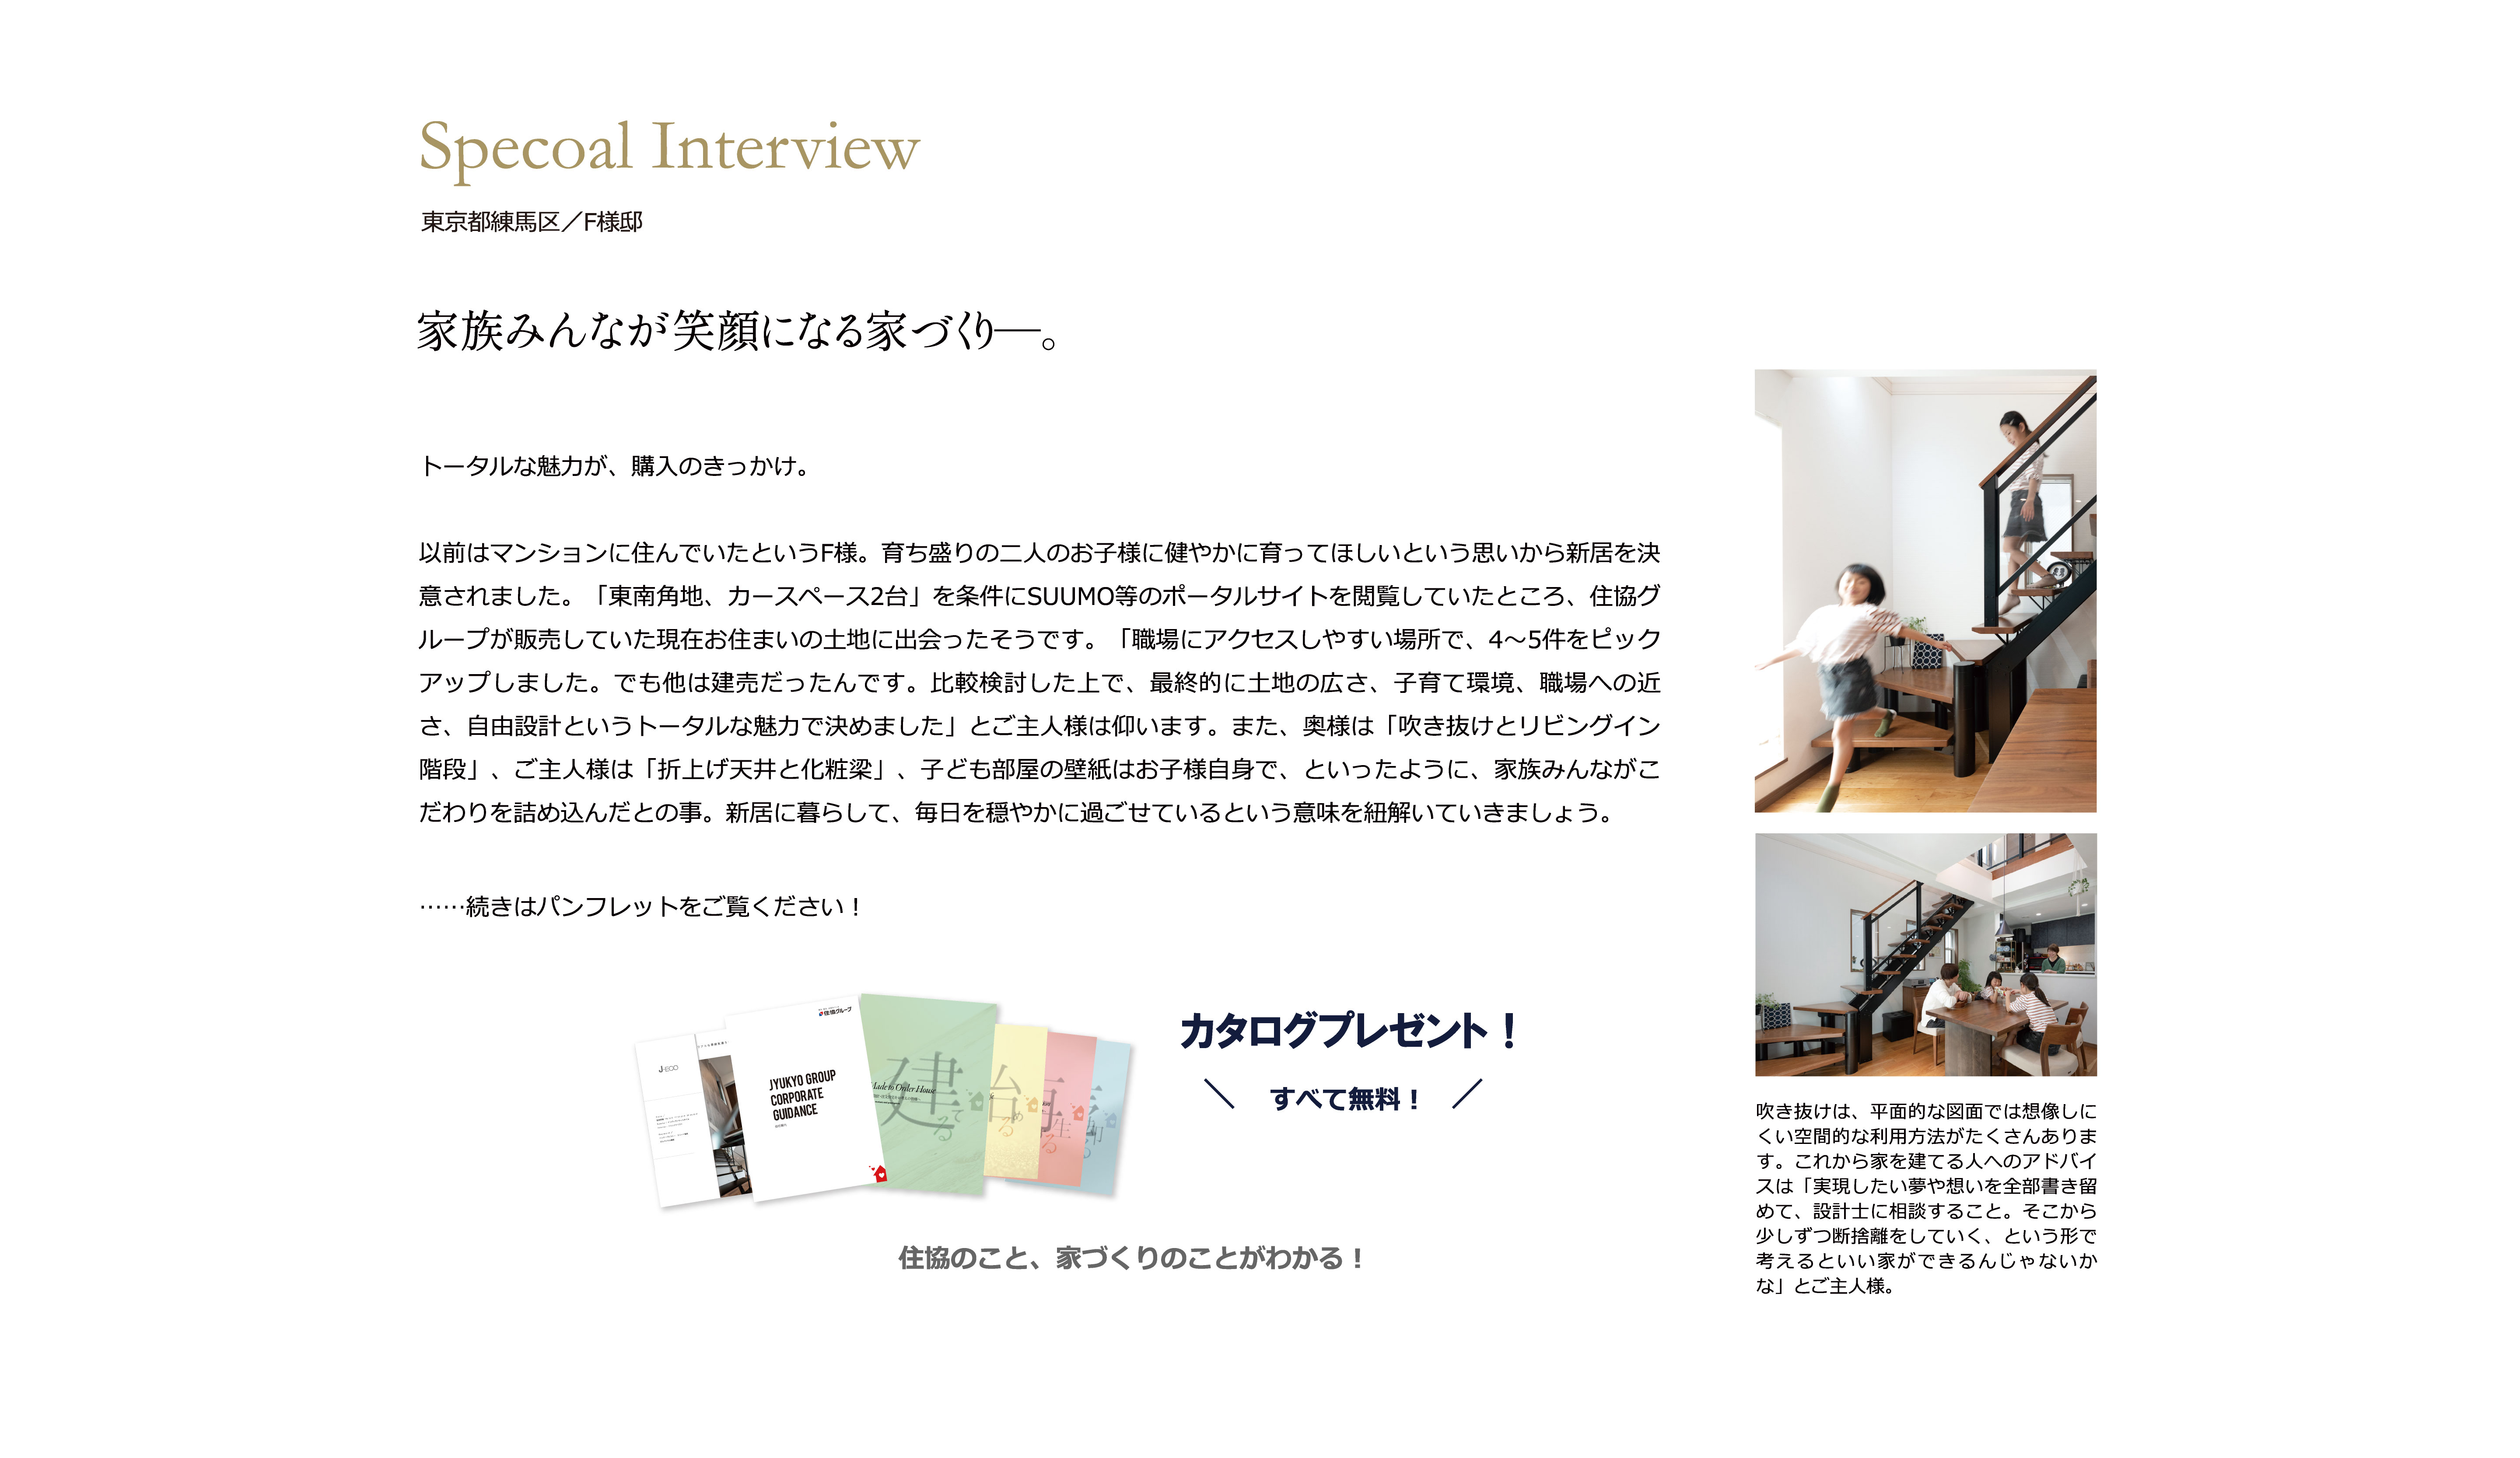 Specoal Interview
東京都練馬区／F様邸
家族みんなが笑顔になる家づくり―。
トータルな魅力が、購入のきっかけ。
以前はマンションに住んでいたというF様。育ち盛りの二人のお子様に健やかに育ってほしいという思いから新居を決
意されました。「東南角地、カースペース2台」を条件にSUUMO等のポータルサイトを閲覧していたところ、住協グ
ループが販売していた現在お住まいの土地に出会ったそうです。「職場にアクセスしやすい場所で、4〜5件をピック
アップしました。でも他は建売だったんです。比較検討した上で、最終的に土地の広さ、子育て環境、職場への近
さ、自由設計というトータルな魅力で決めました」とご主人様は仰います。また、奥様は「吹き抜けとリビングイン
階段」、ご主人様は「折上げ天井と化粧梁」、子ども部屋の壁紙はお子様自身で、といったように、家族みんながこ
だわりを詰め込んだとの事。新居に暮らして、毎日を穏やかに過ごせているという意味を紐解いていきましょう。
……続きはパンフレットをご覧ください！
J-ECO
住協グループ
JYUKYO GROUP
CORPORATE
GUIDANCE
Made to Order House
建てる
カタログプレゼント！
＼ すべて無料！ ／
住協のこと、家づくりのことがわかる！
吹き抜けは、平面的な図面では想像しに
くい空間的な利用方法がたくさんありま
す。これから家を建てる人へのアドバイ
スは「実現したい夢や想いを全部書き留
めて、設計士に相談すること。そこから
少しずつ断捨離をしていく、という形で
考えるといい家ができるんじゃないか
な」とご主人様。